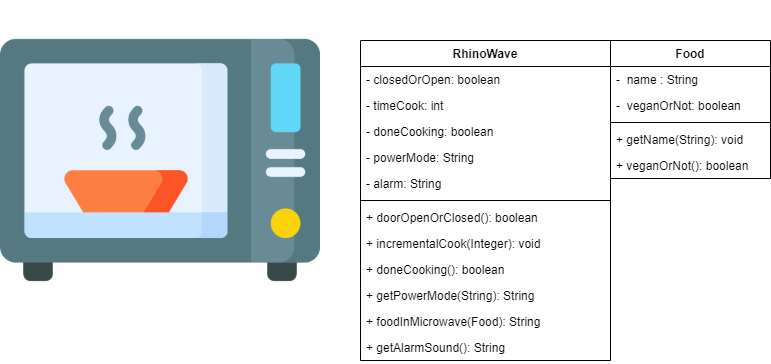 RhinoWave
- closedOrOpen: boolean
- timeCook: int
- doneCooking: boolean
- powerMode: String
- alarm: String
+ doorOpenOrClosed(): boolean
+ incrementalCook(Integer): void
+ doneCooking(): boolean
+ getPowerMode(String): String
+ foodInMicrowave(Food): String
+ getAlarmSound(): String
Food
- name : String
- veganOrNot: boolean
+ getName(String): void
+ veganOrNot(): boolean